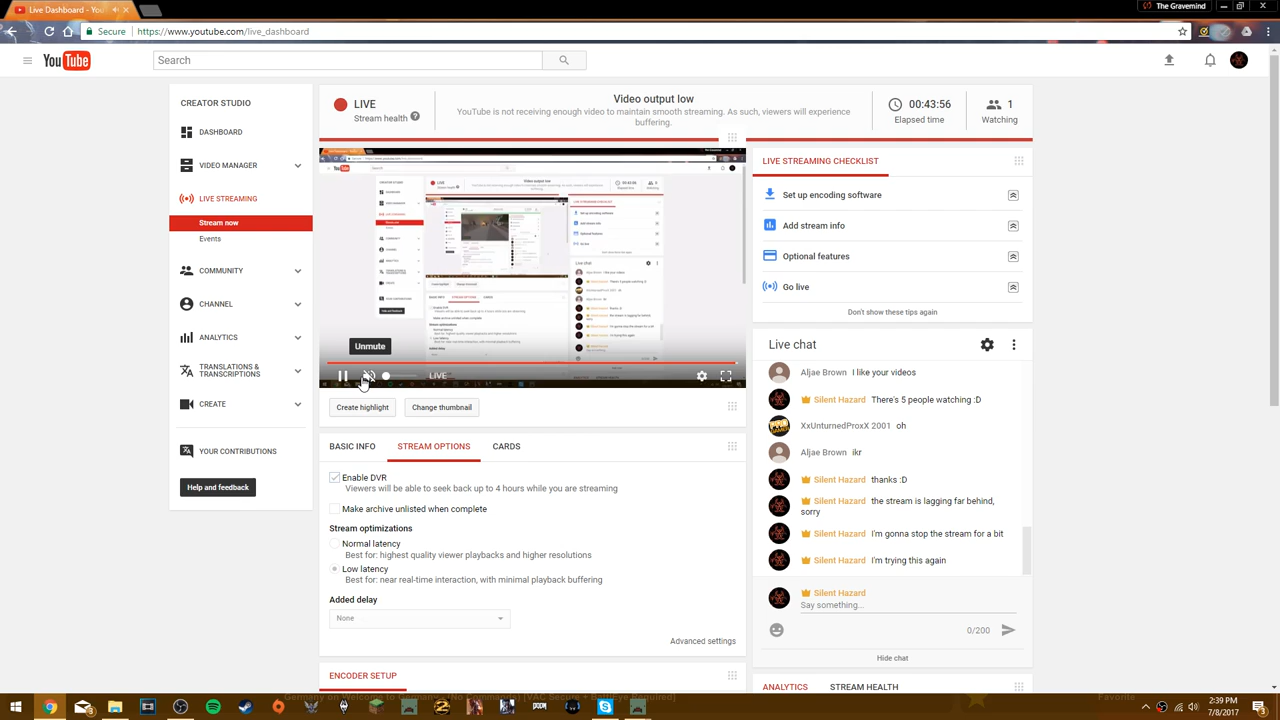 Live Dashboard - You
The Gravemind
Secure
https://www.youtube.com/live_dashboard
YouTube
Search
CREATOR STUDIO
DASHBOARD
VIDEO MANAGER
LIVE STREAMING
Stream now
Events
COMMUNITY
CHANNEL
ANALYTICS
TRANSLATIONS &
TRANSCRIPTIONS
CREATE
YOUR CONTRIBUTIONS
Help and feedback
LIVE
Stream health ?
Video output low
YouTube is not receiving enough video to maintain smooth streaming. As such, viewers will experience
buffering.
00:43:56
Elapsed time
1
Watching
Unmute
LIVE
Create highlight
Change thumbnail
BASIC INFO
STREAM OPTIONS
CARDS
Enable DVR
Viewers will be able to seek back up to 4 hours while you are streaming
Make archive unlisted when complete
Stream optimizations
Normal latency
Best for: highest quality viewer playbacks and higher resolutions
Low latency
Best for: near real-time interaction, with minimal playback buffering
Added delay
None
Advanced settings
ENCODER SETUP
LIVE STREAMING CHECKLIST
Set up encoding software
Add stream info
Optional features
Go live
Don't show these tips again
Live chat
Aljae Brown I like your videos
Silent Hazard There's 5 people watching :D
XxUnturnedProxX 2001 oh
Aljae Brown ikr
Silent Hazard thanks :D
Silent Hazard the stream is lagging far behind,
sorry
Silent Hazard I'm gonna stop the stream for a bit
Silent Hazard I'm trying this again
Silent Hazard
Say something...
0/200
Hide chat
ANALYTICS
STREAM HEALTH
Favorite
DOOM
2:39 PM
7/8/2017